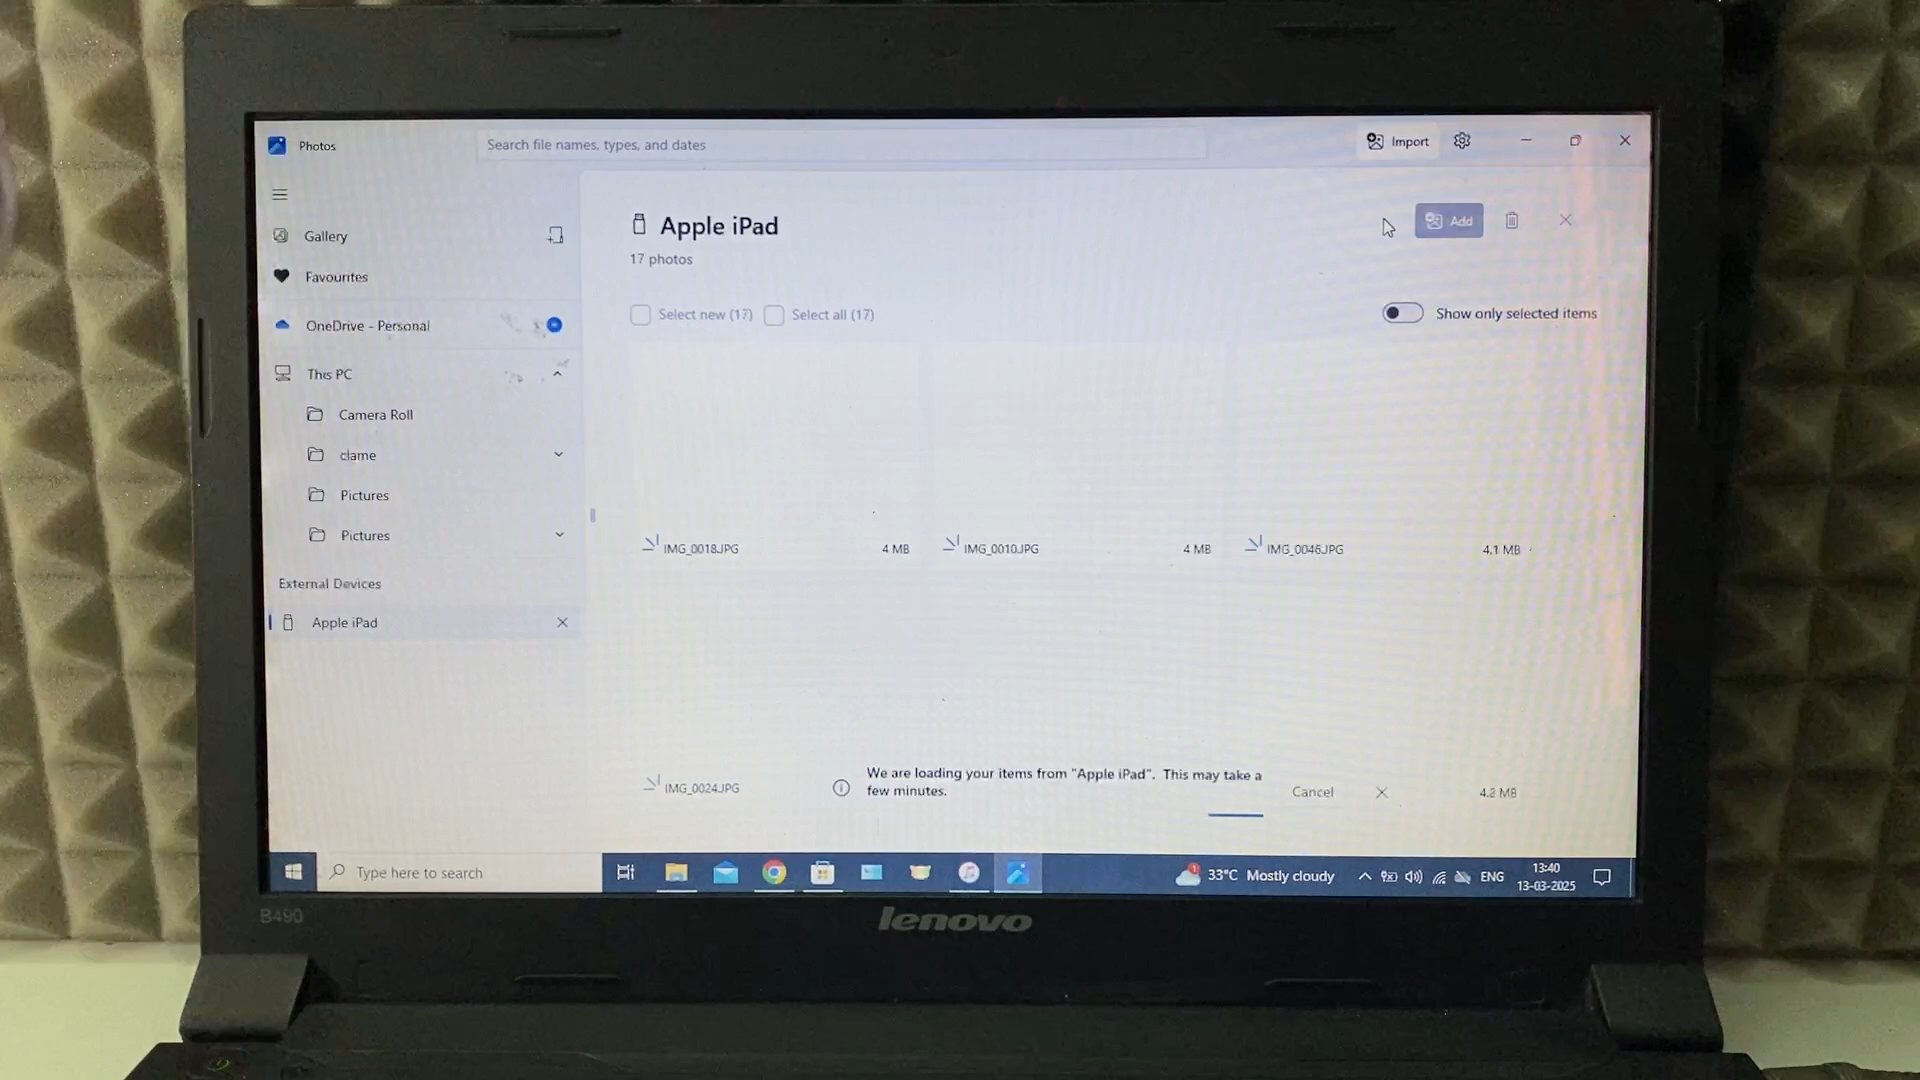 Photos
Search file names, types, and dates
Import
Gallery
Favourites
OneDrive - Personal
This PC
Camera Roll
clame
Pictures
Pictures
External Devices
Apple iPad
Apple iPad
Add
17 photos
Select new (17)
Select all (17)
Show only selected items
IMG_0018.JPG
4 MB
IMG_0010.JPG
4 MB
IMG_0046.JPG
4.1 MB
IMG_0024.JPG
4.2 MB
We are loading your items from "Apple iPad". This may take a
few minutes.
Cancel
Type here to search
1
33°C Mostly cloudy
ENG
13:40
13-03-2025
B490
lenovo